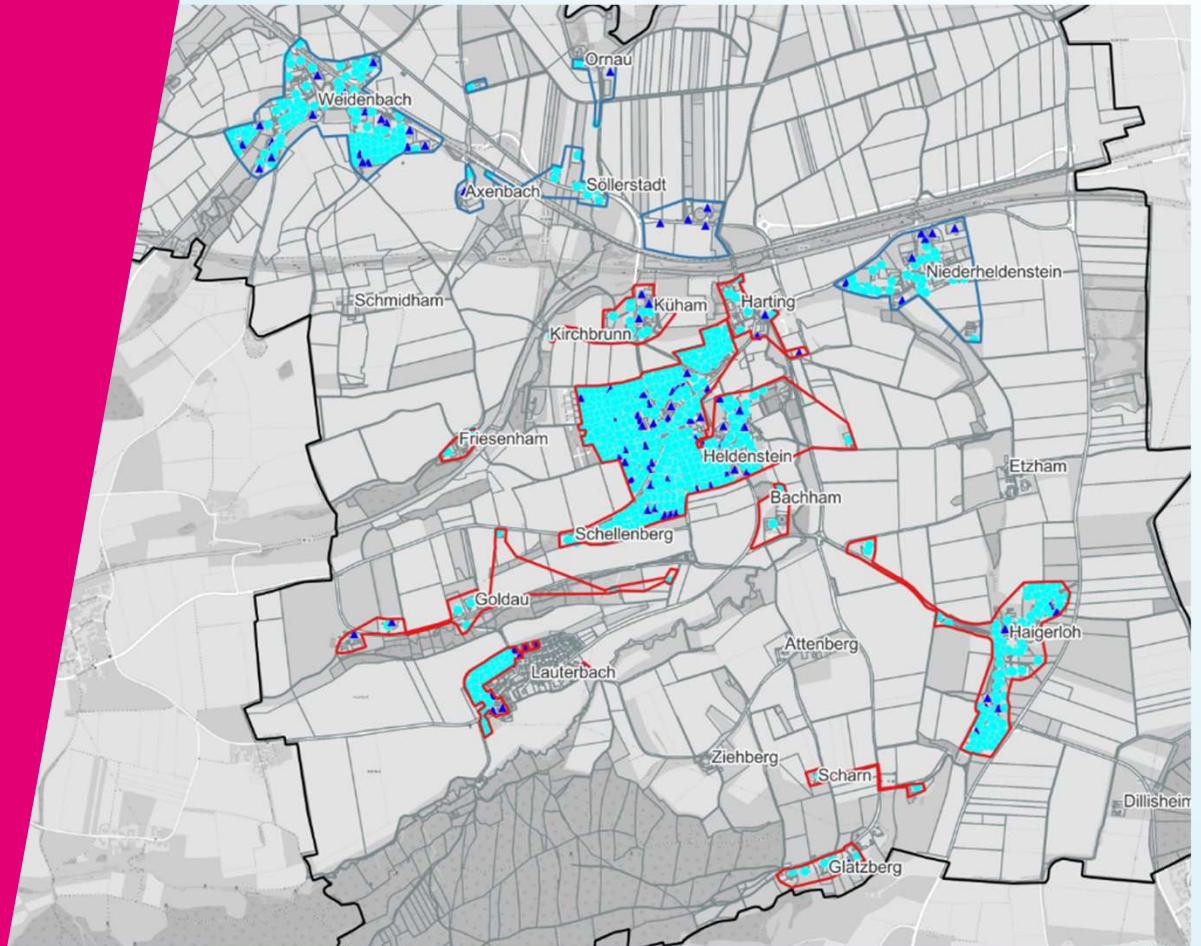 Ornau
Weidenbach
Axenbach
Söllerstadt
Niederheldenstein
Schmidham
Küham
Harting
Kirchbrunn
Friesenham
Heldenstein
Etzham
Bachham
Schellenberg
Goldau
Haigerloh
Attenberg
Lauterbach
Ziehberg
Scharn
Dillisheim
Glatzberg